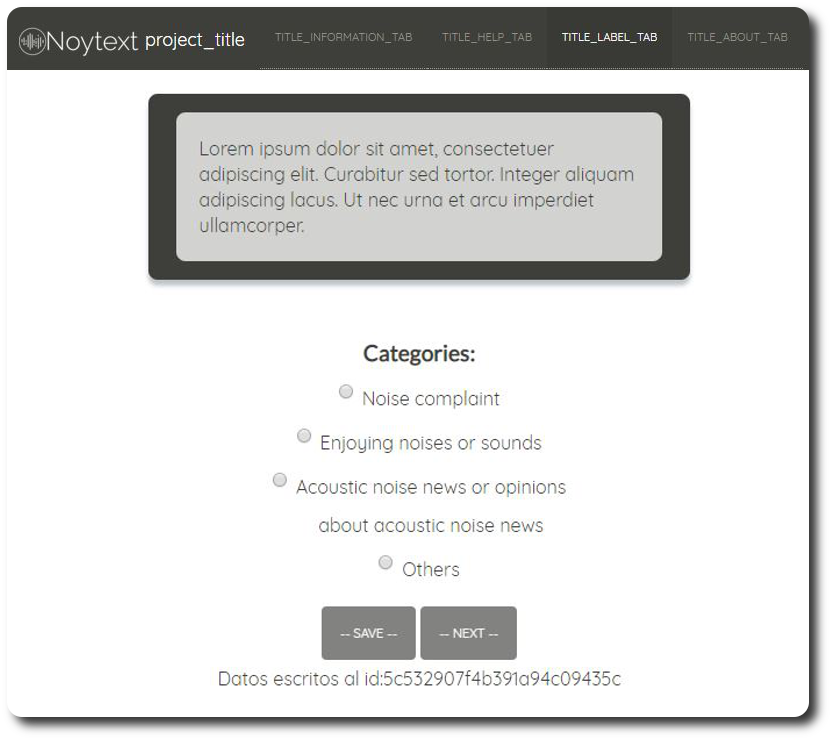 Noytext project_title TITLE_INFORMATION_TAB TITLE_HELP_TAB TITLE_LABEL_TAB TITLE_ABOUT_TAB
Lorem ipsum dolor sit amet, consectetuer
adipiscing elit. Curabitur sed tortor. Integer aliquam
adipiscing lacus. Ut nec urna et arcu imperdiet
ullamcorper.
Categories:
Noise complaint
Enjoying noises or sounds
Acoustic noise news or opinions
about acoustic noise news
Others
-- SAVE -- -- NEXT --
Datos escritos al id:5c532907f4b391a94c09435c